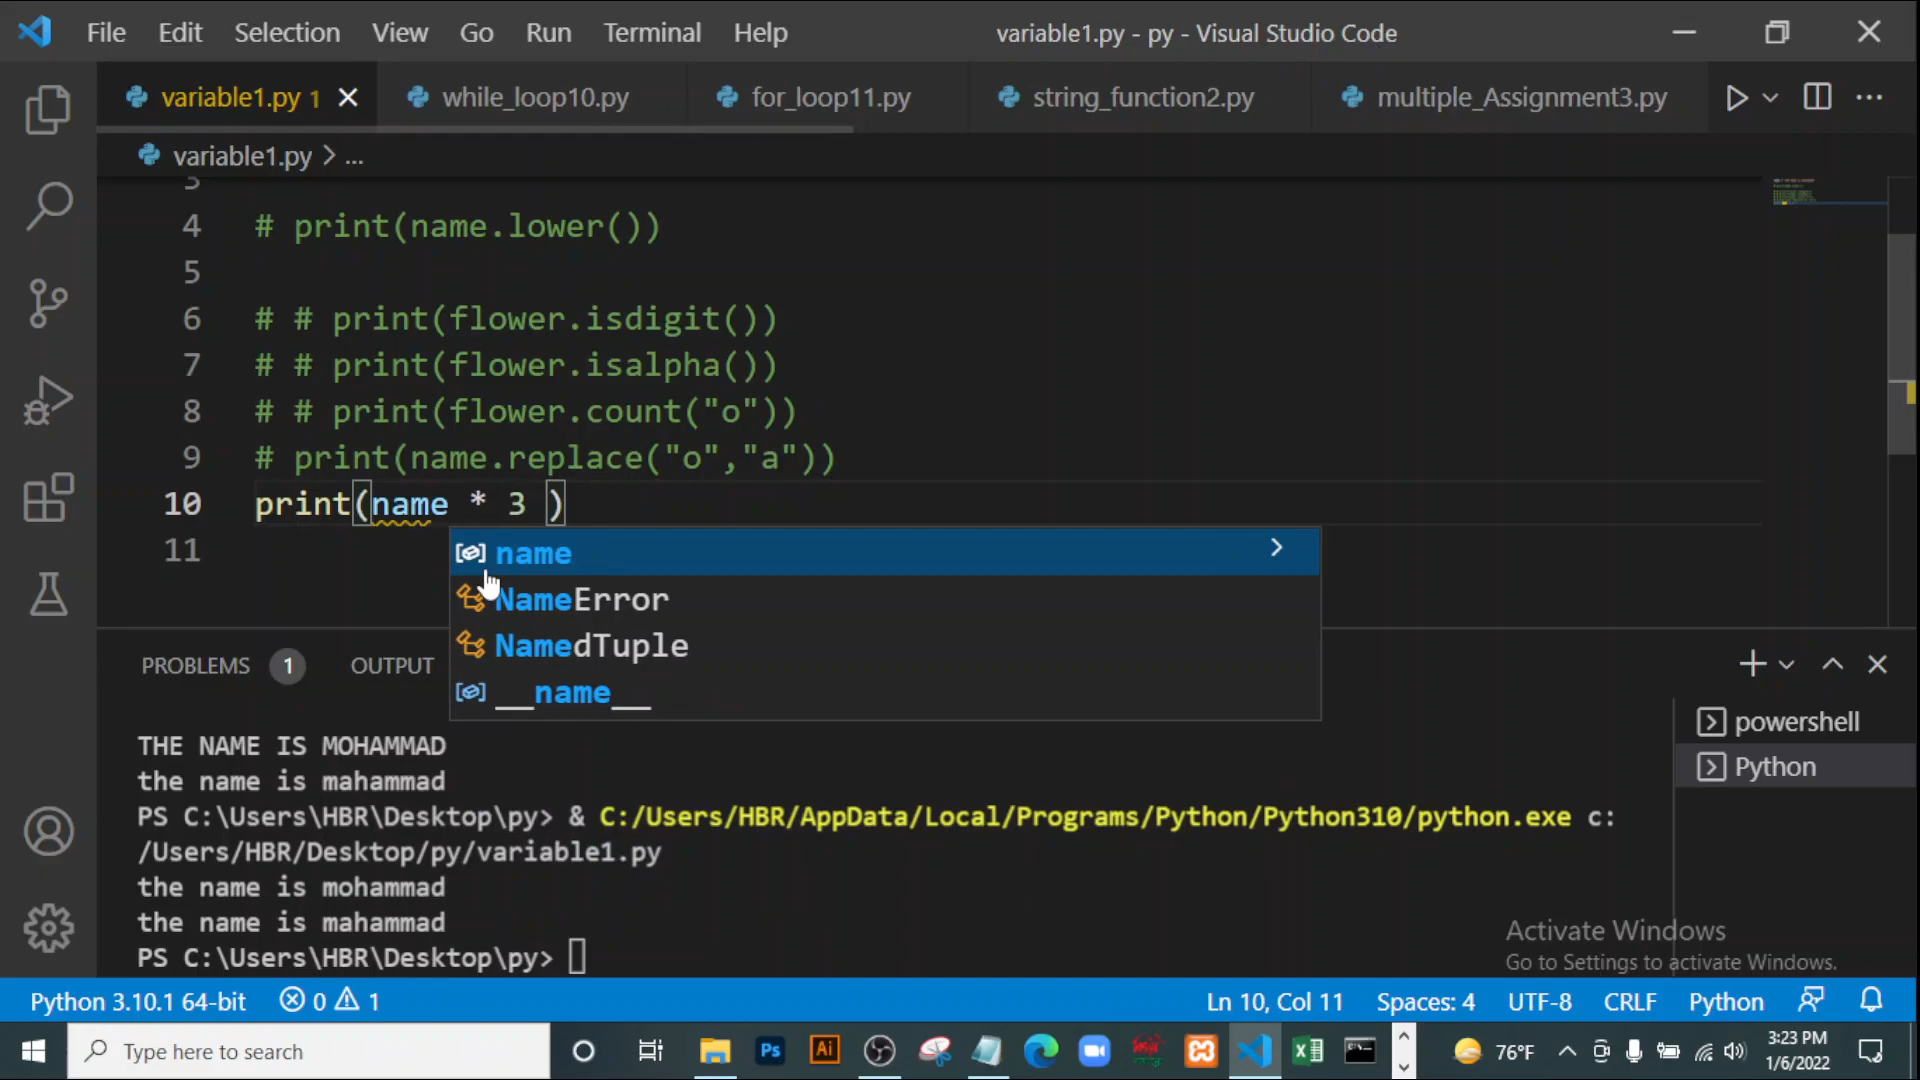 File Edit Selection View Go Run Terminal Help variable1.py - py - Visual Studio Code
variable1.py 1 while_loop10.py for_loop11.py string_function2.py multiple_Assignment3.py
variable1.py > ...
3
4 # print(name.lower())
5
6 # # print(flower.isdigit())
7 # # print(flower.isalpha())
8 # # print(flower.count("o"))
9 # print(name.replace("o","a"))
10 print(name * 3 )
11
name
NameError
NamedTuple
__name__
PROBLEMS 1 OUTPUT
THE NAME IS MOHAMMAD
the name is mahammad
PS C:\Users\HBR\Desktop\py> & C:/Users/HBR/AppData/Local/Programs/Python/Python310/python.exe c:
/Users/HBR/Desktop/py/variable1.py
the name is mohammad
the name is mahammad
PS C:\Users\HBR\Desktop\py>
powershell
Python
Activate Windows
Go to Settings to activate Windows.
Python 3.10.1 64-bit 0 1 Ln 10, Col 11 Spaces: 4 UTF-8 CRLF Python
Type here to search Ps Ai 76°F 3:23 PM
1/6/2022